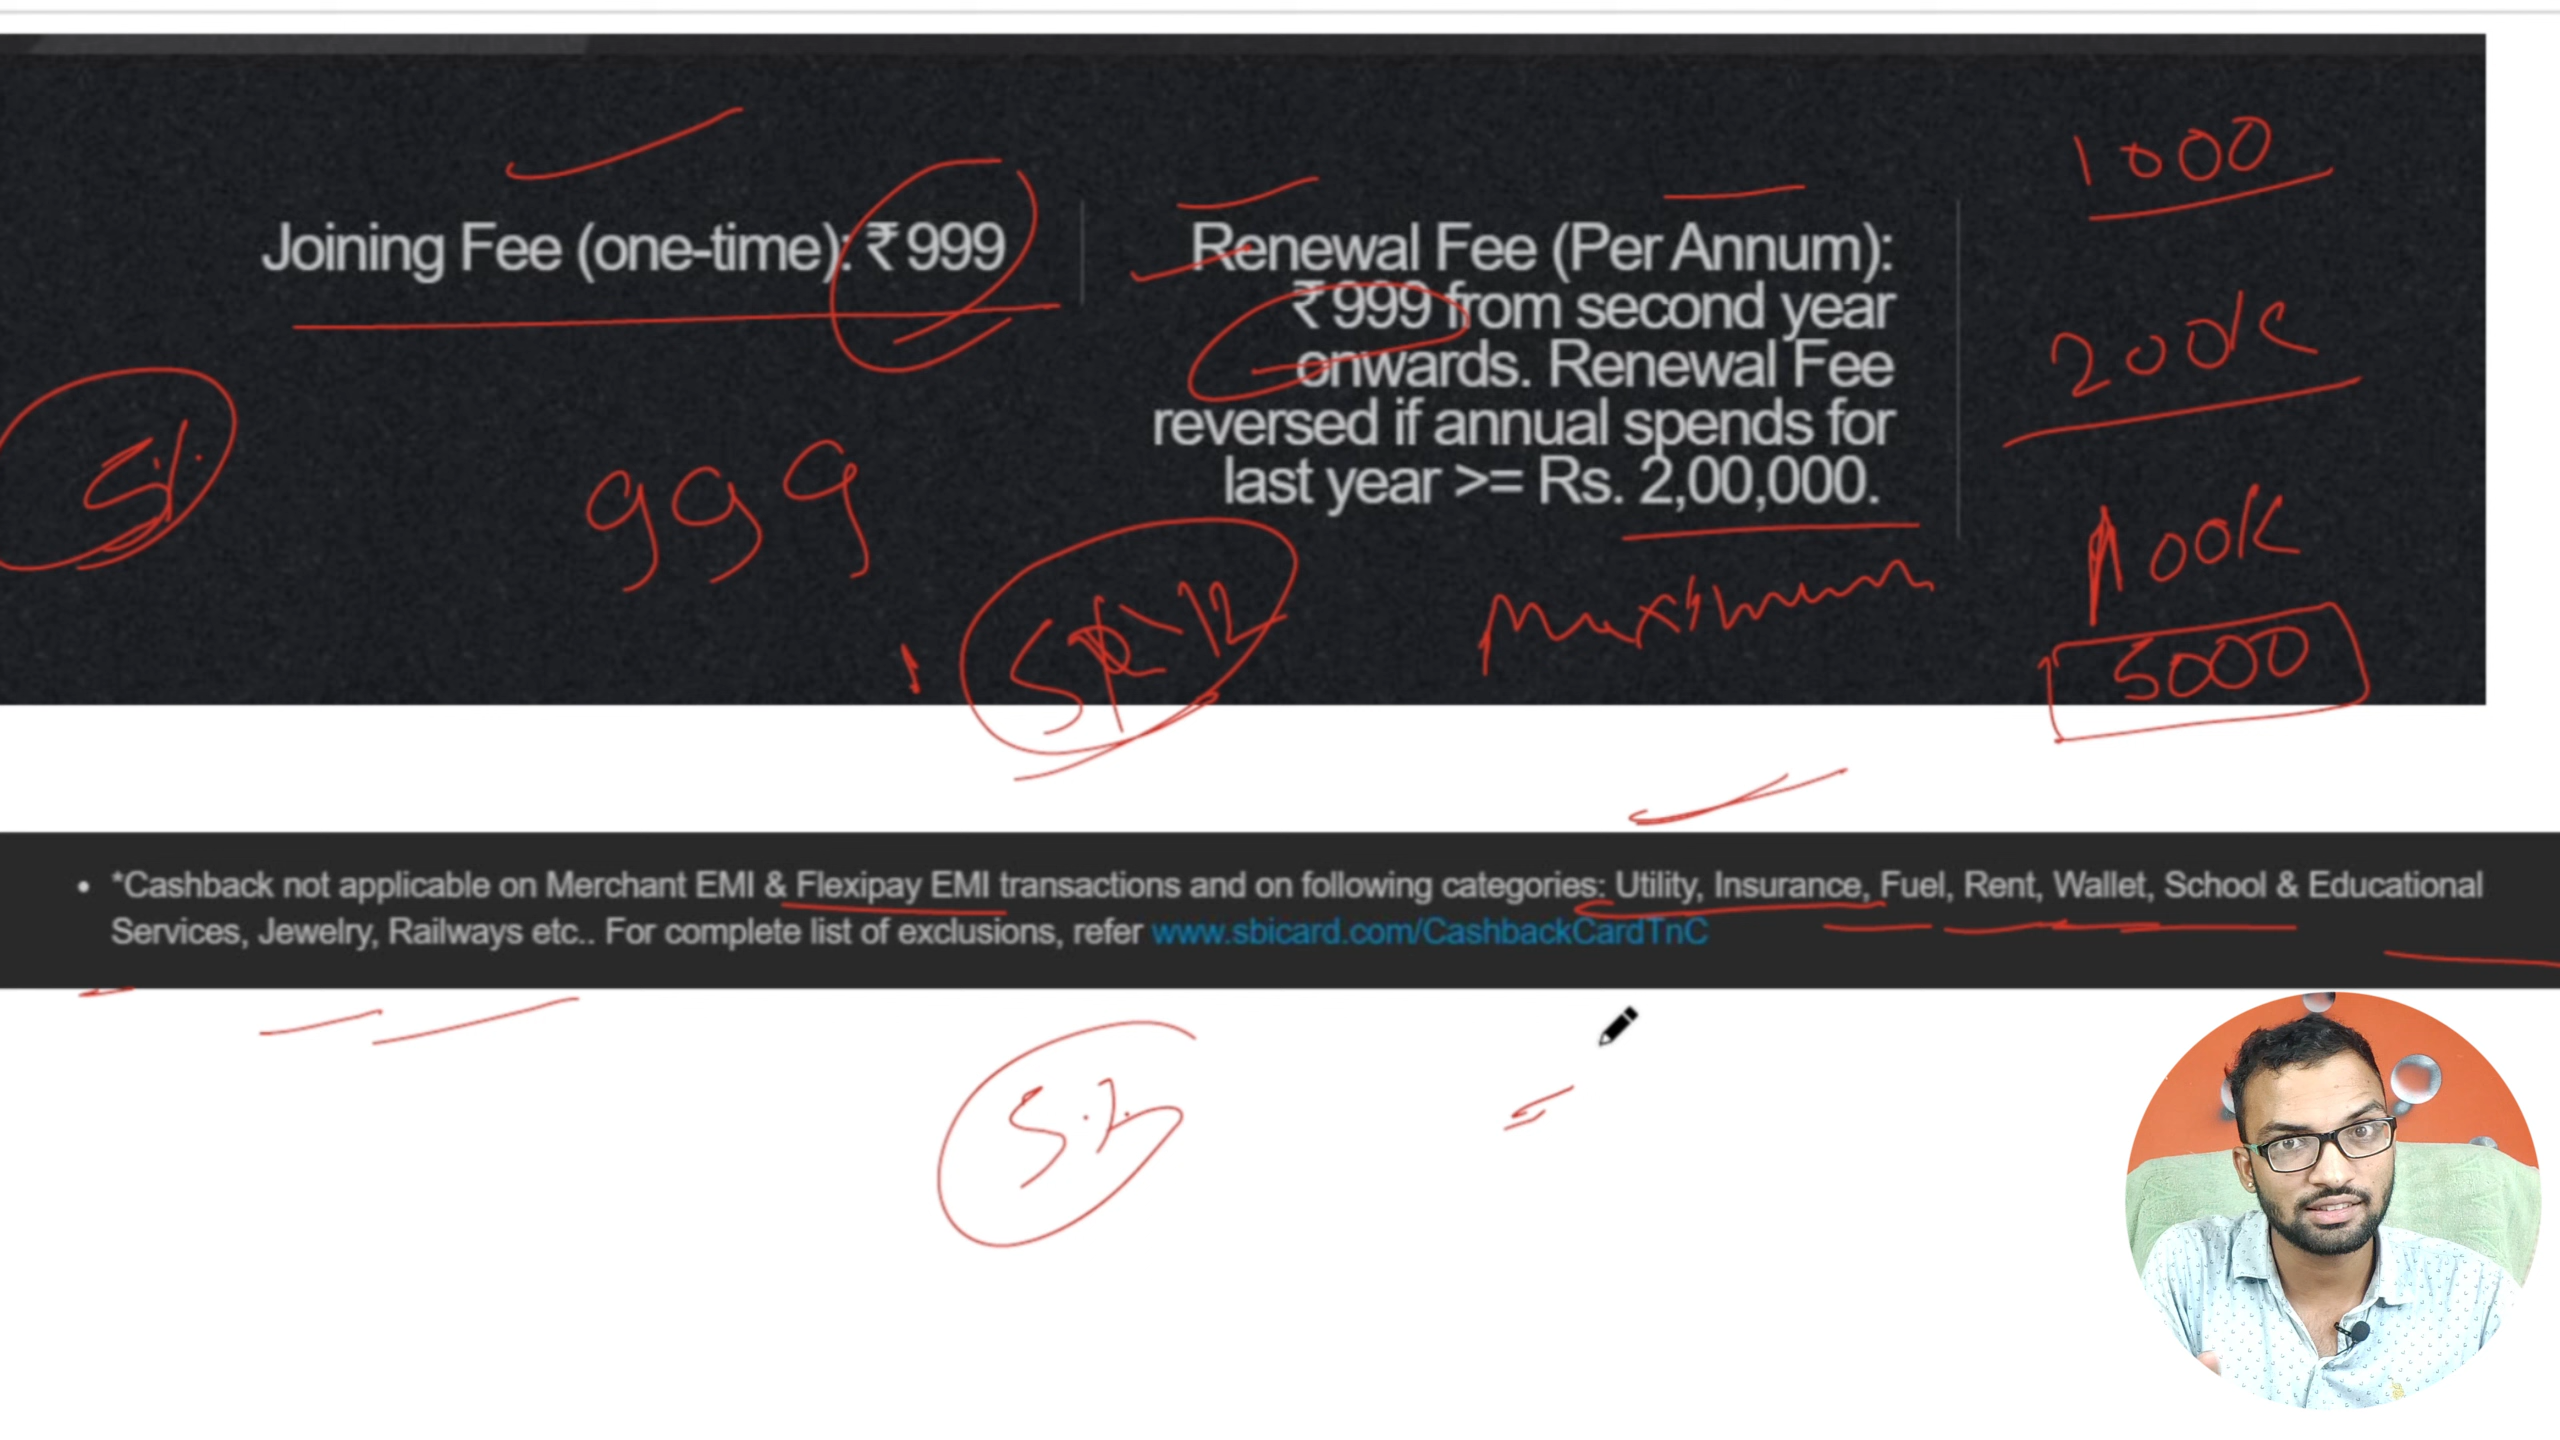 1000
Joining Fee (one-time): ₹999
Renewal Fee (Per Annum):
₹999 from second year
onwards. Renewal Fee
reversed if annual spends for
last year >= Rs. 2,00,000.
200K
5%
999
100K
Maximum
5000
*Cashback not applicable on Merchant EMI & Flexipay EMI transactions and on following categories: Utility, Insurance, Fuel, Rent, Wallet, School & Educational
Services, Jewelry, Railways etc.. For complete list of exclusions, refer www.sbicard.com/CashbackCardTnC
5%